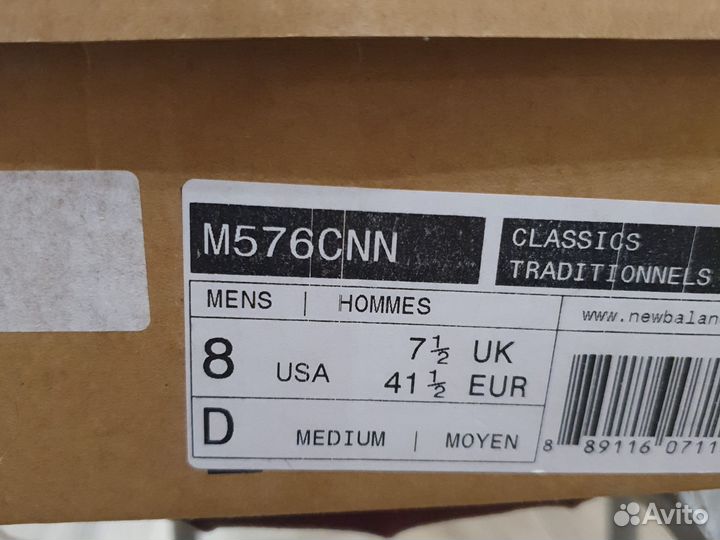 M576CNN
CLASSICS
TRADITIONNELS
MENS | HOMMES
www.newbalan
8 USA
7½ UK
41½ EUR
D MEDIUM | MOYEN
8 89116 0711
Avito